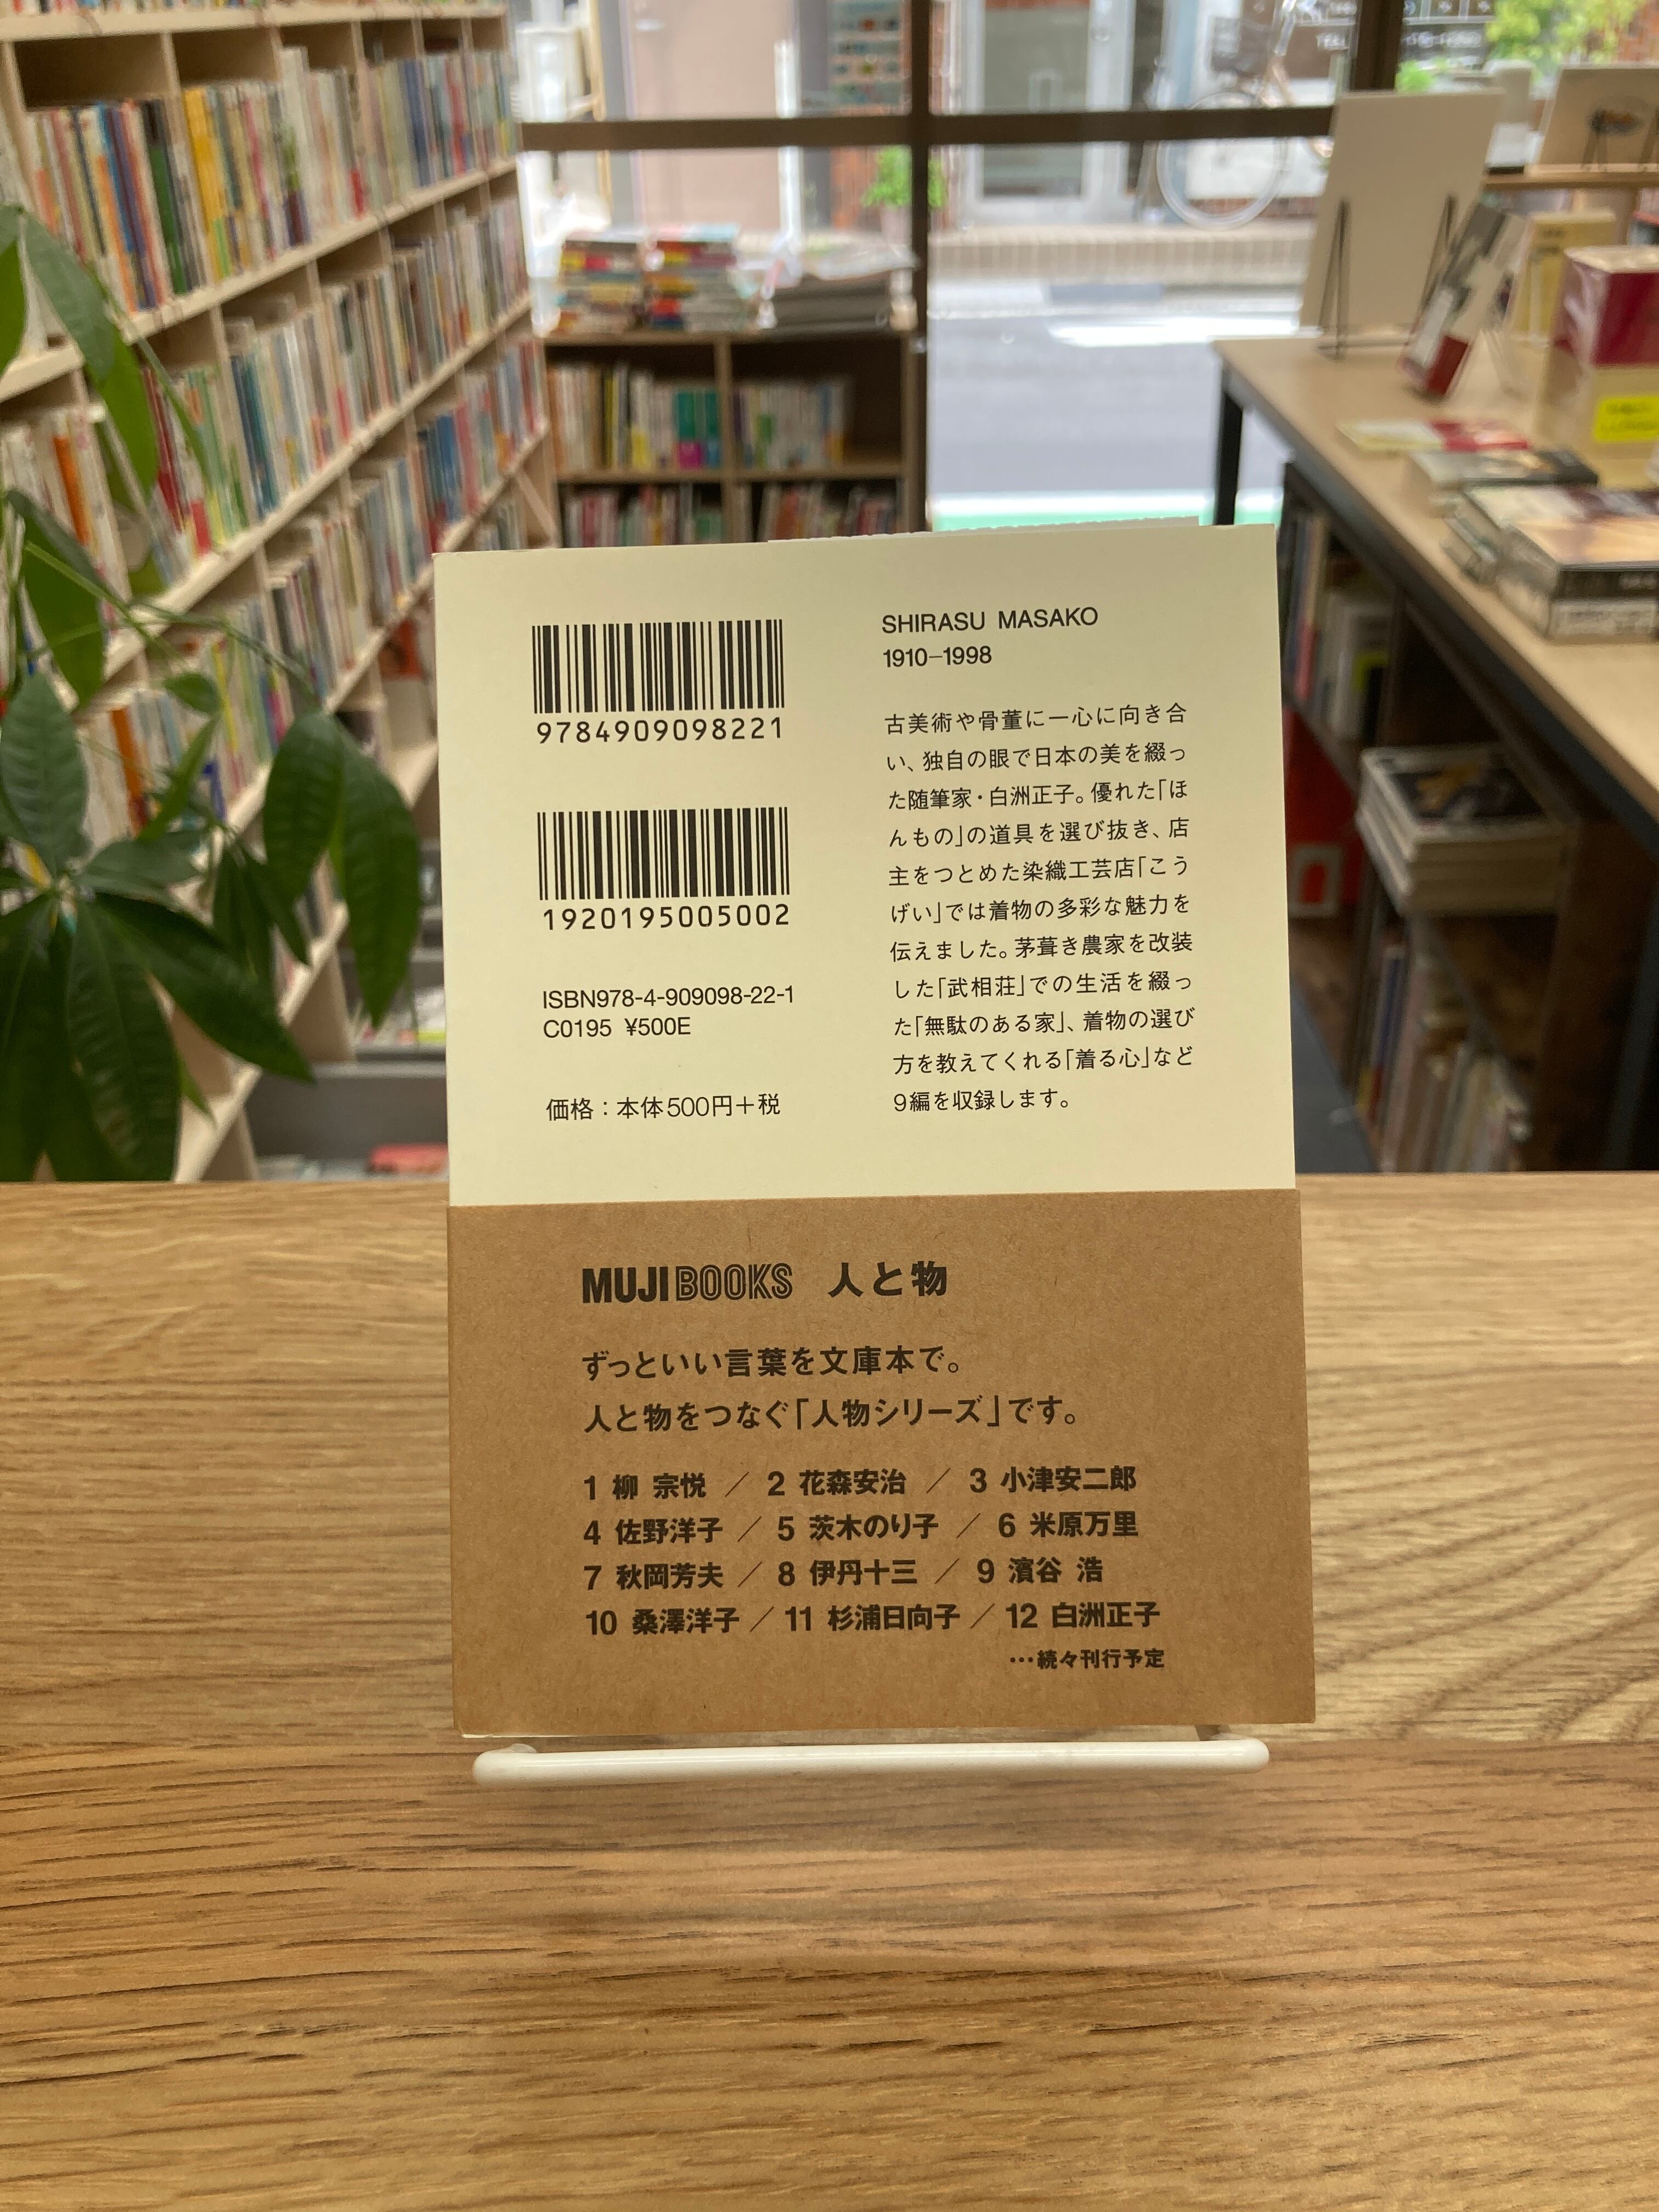 9784909098221
1920195005002
ISBN978-4-909098-22-1
C0195 ¥500E
価格：本体500円＋税
SHIRASU MASAKO
1910–1998
古美術や骨董に一心に向き合
い、独自の眼で日本の美を綴っ
た随筆家・白洲正子。優れた「ほ
んもの」の道具を選び抜き、店
主をつとめた染織工芸店「こう
げい」では着物の多彩な魅力を
伝えました。茅葺き農家を改装
した「武相荘」での生活を綴っ
た「無駄のある家」、着物の選び
方を教えてくれる「着る心」など
9編を収録します。
MUJI BOOKS 人と物
ずっといい言葉を文庫本で。
人と物をつなぐ「人物シリーズ」です。
1 柳 宗悦 ／ 2 花森安治 ／ 3 小津安二郎
4 佐野洋子 ／ 5 茨木のり子 ／ 6 米原万里
7 秋岡芳夫 ／ 8 伊丹十三 ／ 9 濱谷 浩
10 桑澤洋子 ／ 11 杉浦日向子 ／ 12 白洲正子
…続々刊行予定